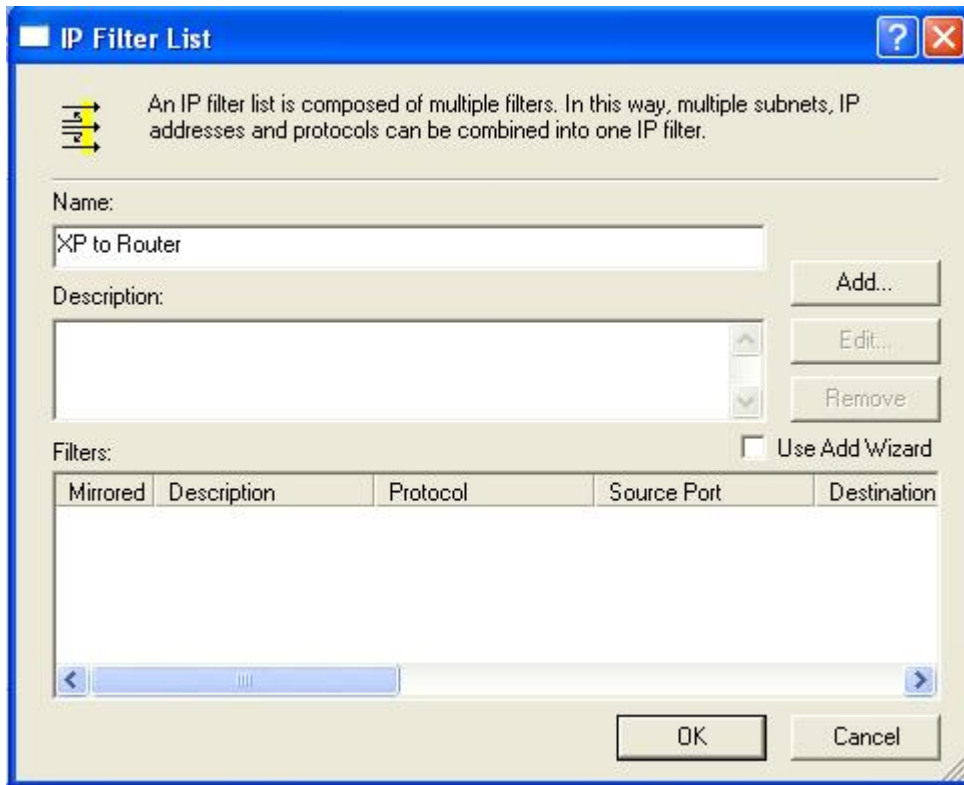 IP Filter List
An IP filter list is composed of multiple filters. In this way, multiple subnets, IP
addresses and protocols can be combined into one IP filter.
Name:
XP to Router
Add...
Description:
Edit...
Remove
Use Add Wizard
Filters:
Mirrored Description Protocol Source Port Destination
OK Cancel